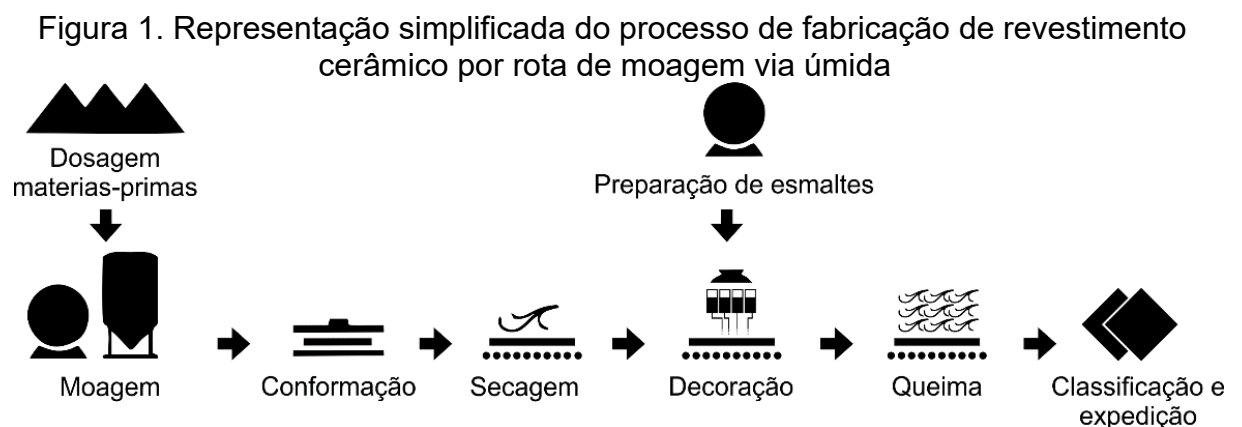 Figura 1. Representação simplificada do processo de fabricação de revestimento
cerâmico por rota de moagem via úmida
Dosagem
materias-primas
Preparação de esmaltes
Moagem
Conformação
Secagem
Decoração
Queima
Classificação e
expedição